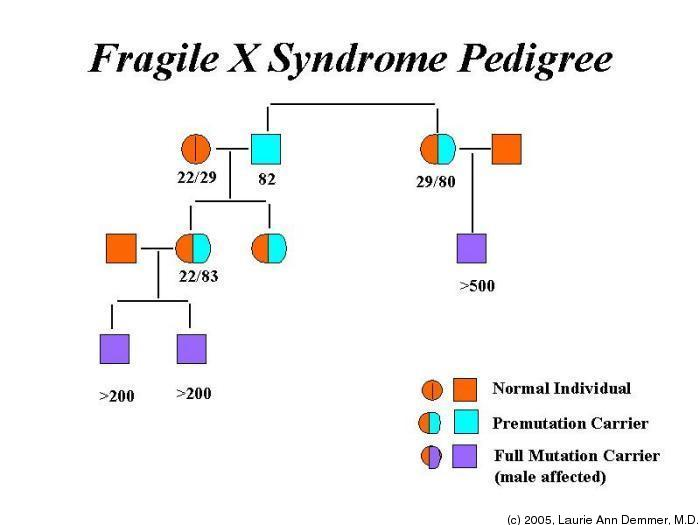 Fragile X Syndrome Pedigree
22/29
82
29/80
22/83
>500
>200
>200
Normal Individual
Premutation Carrier
Full Mutation Carrier
(male affected)
(c) 2005, Laurie Ann Demmer, M.D.